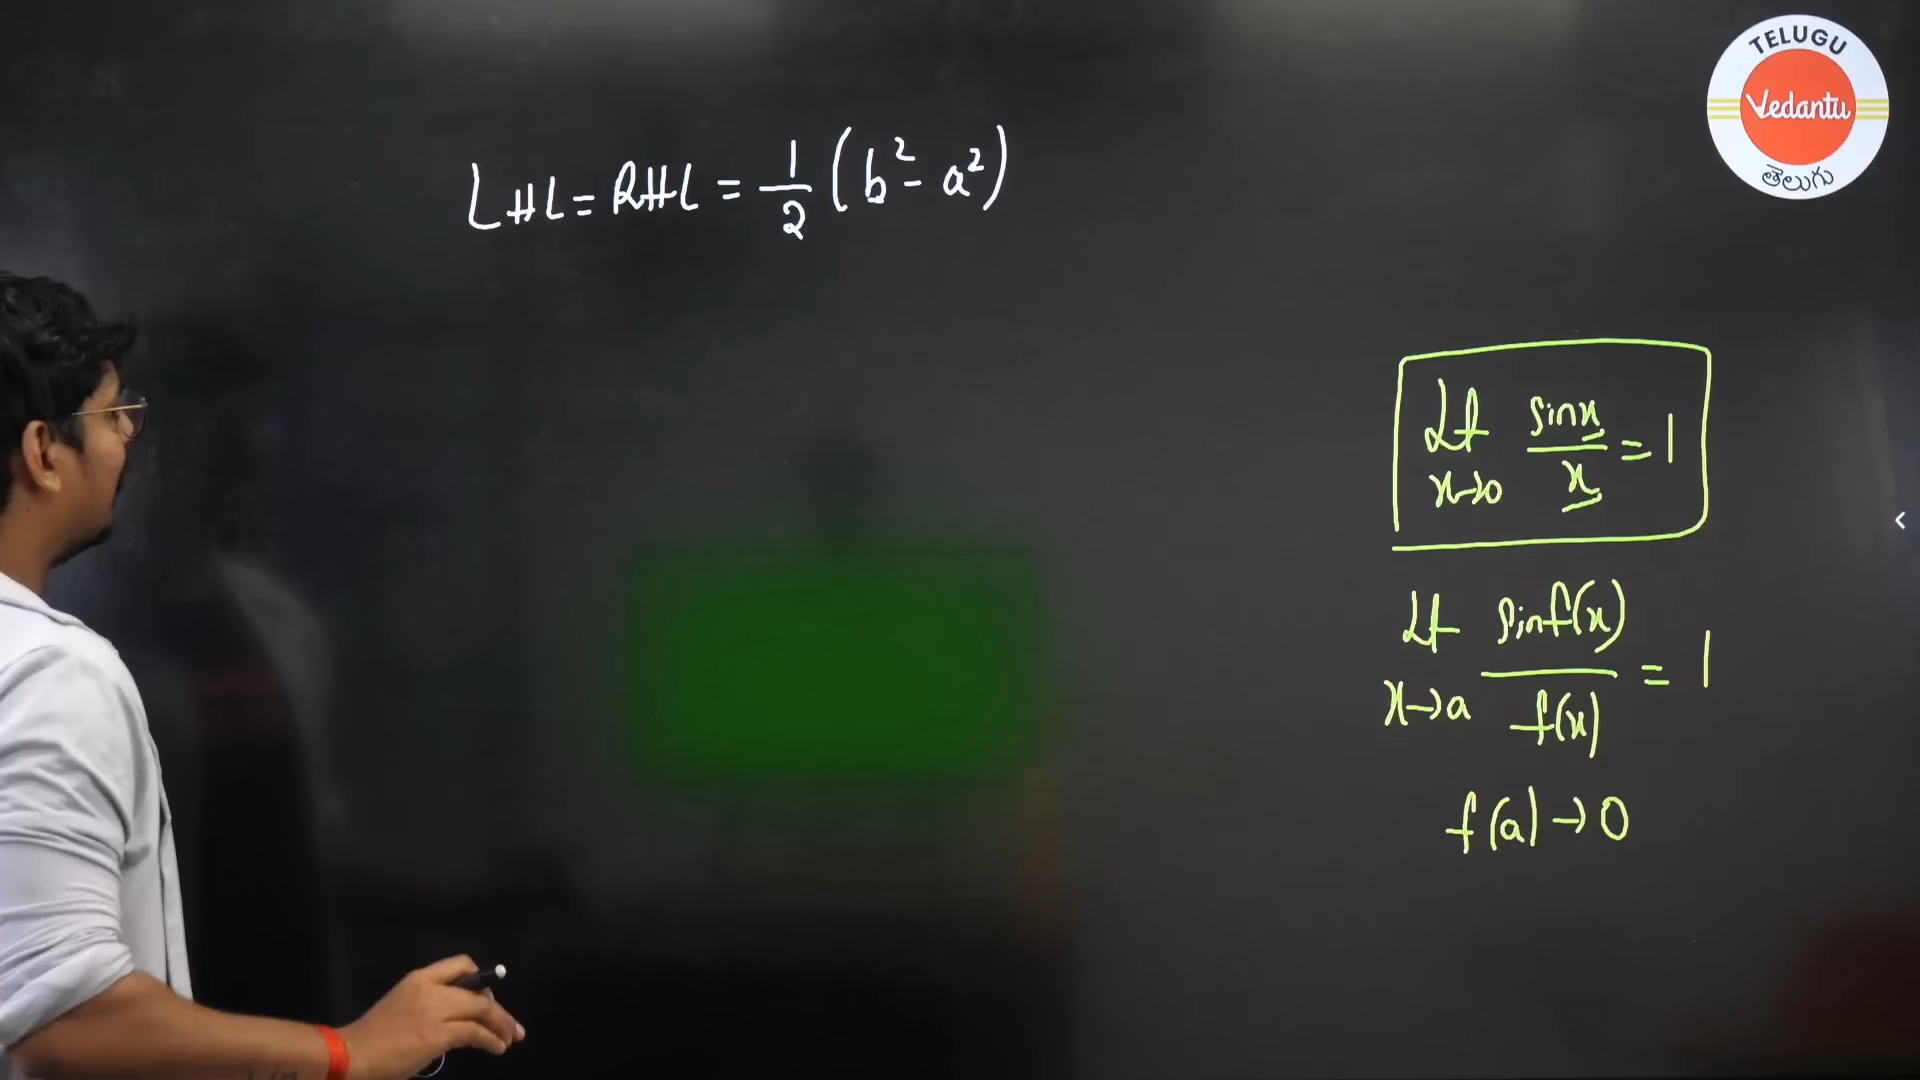 TELUGU
Vedantu
తెలుగు
LHL = RHL = 1/2 (b² - a²)
Lt x→0 sinx/x = 1
Lt x→a sinf(x)/f(x) = 1
f(a) → 0